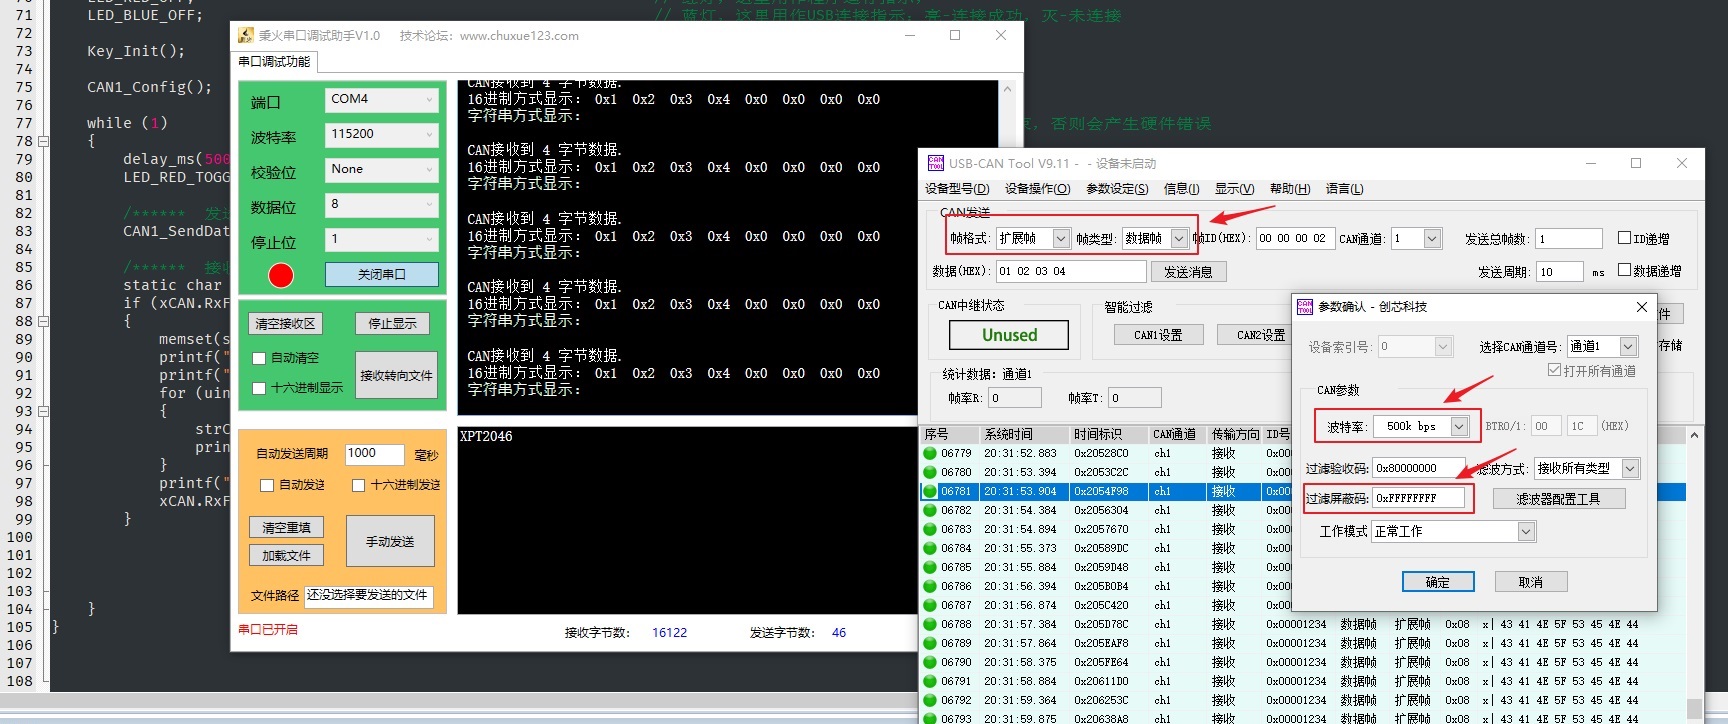 71 LED_BLUE_OFF; // 蓝灯，这里用作USB连接指示，亮-连接成功，灭-未连接
72
73 Key_Init();
74
75 CAN1_Config();
76
77 while (1) 否则会产生硬件错误
78 {
79 delay_ms(500
80 LED_RED_TOGG
81
82 /****** 发送
83 CAN1_SendDat
84
85 /****** 接收
86 static char
87 if (xCAN.RxF
88 {
89 memset(s
90 printf("
91 printf("
92 for (uin
93 {
94 strC
95 prin
96 }
97 printf("
98 xCAN.RxF
99 }
100
101
102
103
104 }
105 }
106
107
108
秉火串口调试助手V1.0 技术论坛：www.chuxue123.com
串口调试功能
端口 COM4
波特率 115200
校验位 None
数据位 8
停止位 1
关闭串口
清空接收区 停止显示
自动清空
十六进制显示 接收转向文件
自动发送周期 1000 毫秒
自动发送 十六进制发送
清空重填
加载文件
手动发送
文件路径 还没选择要发送的文件
串口已开启 接收字节数： 16122 发送字节数： 46
CAN接收到 4 字节数据.
16进制方式显示： 0x1 0x2 0x3 0x4 0x0 0x0 0x0 0x0
字符串方式显示：
CAN接收到 4 字节数据.
16进制方式显示： 0x1 0x2 0x3 0x4 0x0 0x0 0x0 0x0
字符串方式显示：
CAN接收到 4 字节数据.
16进制方式显示： 0x1 0x2 0x3 0x4 0x0 0x0 0x0 0x0
字符串方式显示：
CAN接收到 4 字节数据.
16进制方式显示： 0x1 0x2 0x3 0x4 0x0 0x0 0x0 0x0
字符串方式显示：
CAN接收到 4 字节数据.
16进制方式显示： 0x1 0x2 0x3 0x4 0x0 0x0 0x0 0x0
字符串方式显示：
XPT2046
USB-CAN Tool V9.11 - - 设备未启动
设备型号(D) 设备操作(O) 参数设定(S) 信息(I) 显示(V) 帮助(H) 语言(L)
CAN发送
帧格式: 扩展帧 帧类型: 数据帧 帧ID(HEX): 00 00 00 02 CAN通道: 1 发送总帧数: 1 ID递增
数据(HEX): 01 02 03 04 发送消息 发送周期: 10 ms 数据递增
CAN中继状态
Unused
智能过滤
CAN1设置 CAN2设置
件
存储
统计数据：通道1
帧率R: 0 帧率T: 0
序号 系统时间 时间标识 CAN通道 传输方向 ID号
06779 20:31:52.883 0x20528C0 ch1 接收 0x00
06780 20:31:53.394 0x2053C2C ch1 接收 0x00
06781 20:31:53.904 0x2054F98 ch1 接收 0x00
06782 20:31:54.384 0x2056304 ch1 接收 0x00
06783 20:31:54.894 0x2057670 ch1 接收 0x00
06784 20:31:55.373 0x20589DC ch1 接收 0x00
06785 20:31:55.884 0x2059D48 ch1 接收 0x00
06786 20:31:56.394 0x205B0B4 ch1 接收 0x00
06787 20:31:56.874 0x205C420 ch1 接收 0x00
06788 20:31:57.384 0x205D78C ch1 接收 0x00001234 数据帧 扩展帧 0x08 x| 43 41 4E 5F 53 45 4E 44
06789 20:31:57.864 0x205EAF8 ch1 接收 0x00001234 数据帧 扩展帧 0x08 x| 43 41 4E 5F 53 45 4E 44
06790 20:31:58.375 0x205FE64 ch1 接收 0x00001234 数据帧 扩展帧 0x08 x| 43 41 4E 5F 53 45 4E 44
06791 20:31:58.884 0x20611D0 ch1 接收 0x00001234 数据帧 扩展帧 0x08 x| 43 41 4E 5F 53 45 4E 44
06792 20:31:59.364 0x206253C ch1 接收 0x00001234 数据帧 扩展帧 0x08 x| 43 41 4E 5F 53 45 4E 44
06793 20:31:59.875 0x20638A8 ch1 接收 0x00001234 数据帧 扩展帧 0x08 x| 43 41 4E 5F 53 45 4E 44
参数确认 - 创芯科技
设备索引号: 0 选择CAN通道号: 通道1
打开所有通道
CAN参数
波特率: 500k bps BTR0/1: 00 1C (HEX)
过滤验收码: 0x80000000 滤波方式: 接收所有类型
过滤屏蔽码: 0xFFFFFFFF 滤波器配置工具
工作模式 正常工作
确定 取消